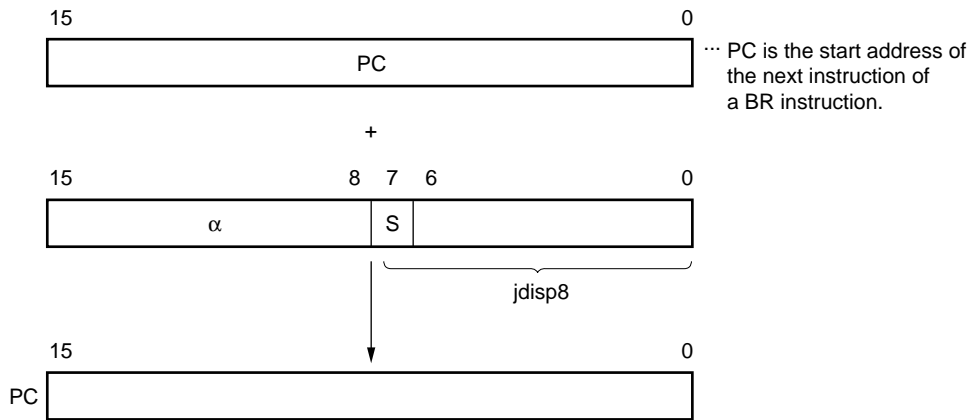 15 0
PC
... PC is the start address of
the next instruction of
a BR instruction.
+
15 8 7 6 0
α S
jdisp8
15 0
PC